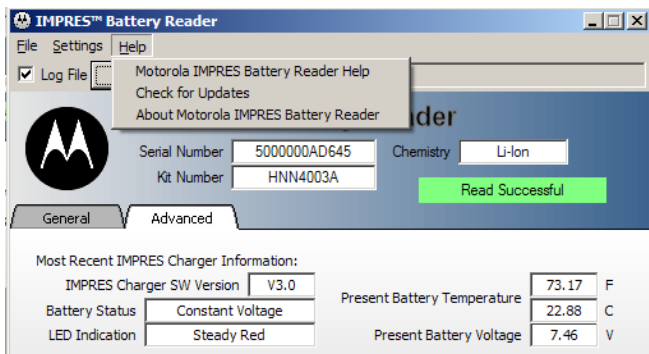 IMPRES™ Battery Reader
File Settings Help
Log File
Motorola IMPRES Battery Reader Help
Check for Updates
About Motorola IMPRES Battery Reader
Serial Number 5000000AD645 Chemistry Li-Ion
Kit Number HNN4003A
Read Successful
General Advanced
Most Recent IMPRES Charger Information:
IMPRES Charger SW Version V3.0
Battery Status Constant Voltage
LED Indication Steady Red
Present Battery Temperature 73.17 F
22.88 C
Present Battery Voltage 7.46 V